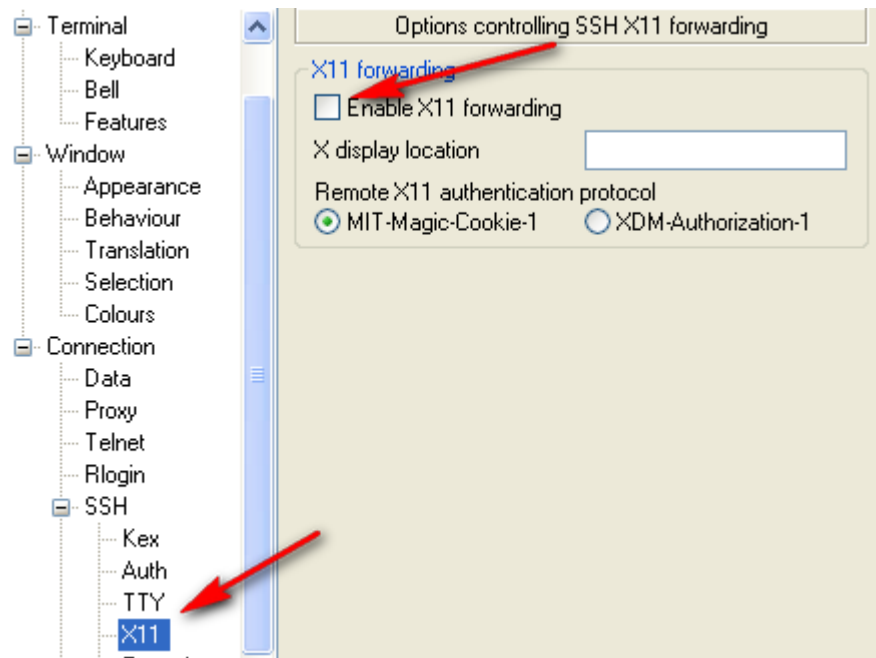 Terminal
Keyboard
Bell
Features
Window
Appearance
Behaviour
Translation
Selection
Colours
Connection
Data
Proxy
Telnet
Rlogin
SSH
Kex
Auth
TTY
X11
Options controlling SSH X11 forwarding
X11 forwarding
Enable X11 forwarding
X display location
Remote X11 authentication protocol
MIT-Magic-Cookie-1 XDM-Authorization-1